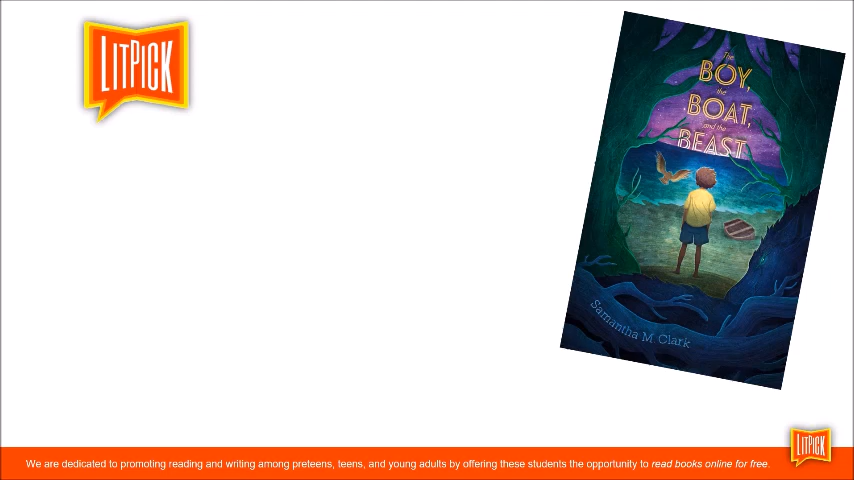 LITPICK
The
BOY,
the
BOAT,
and the
BEAST
Samantha M. Clark
LITPICK
We are dedicated to promoting reading and writing among preteens, teens, and young adults by offering these students the opportunity to read books online for free.